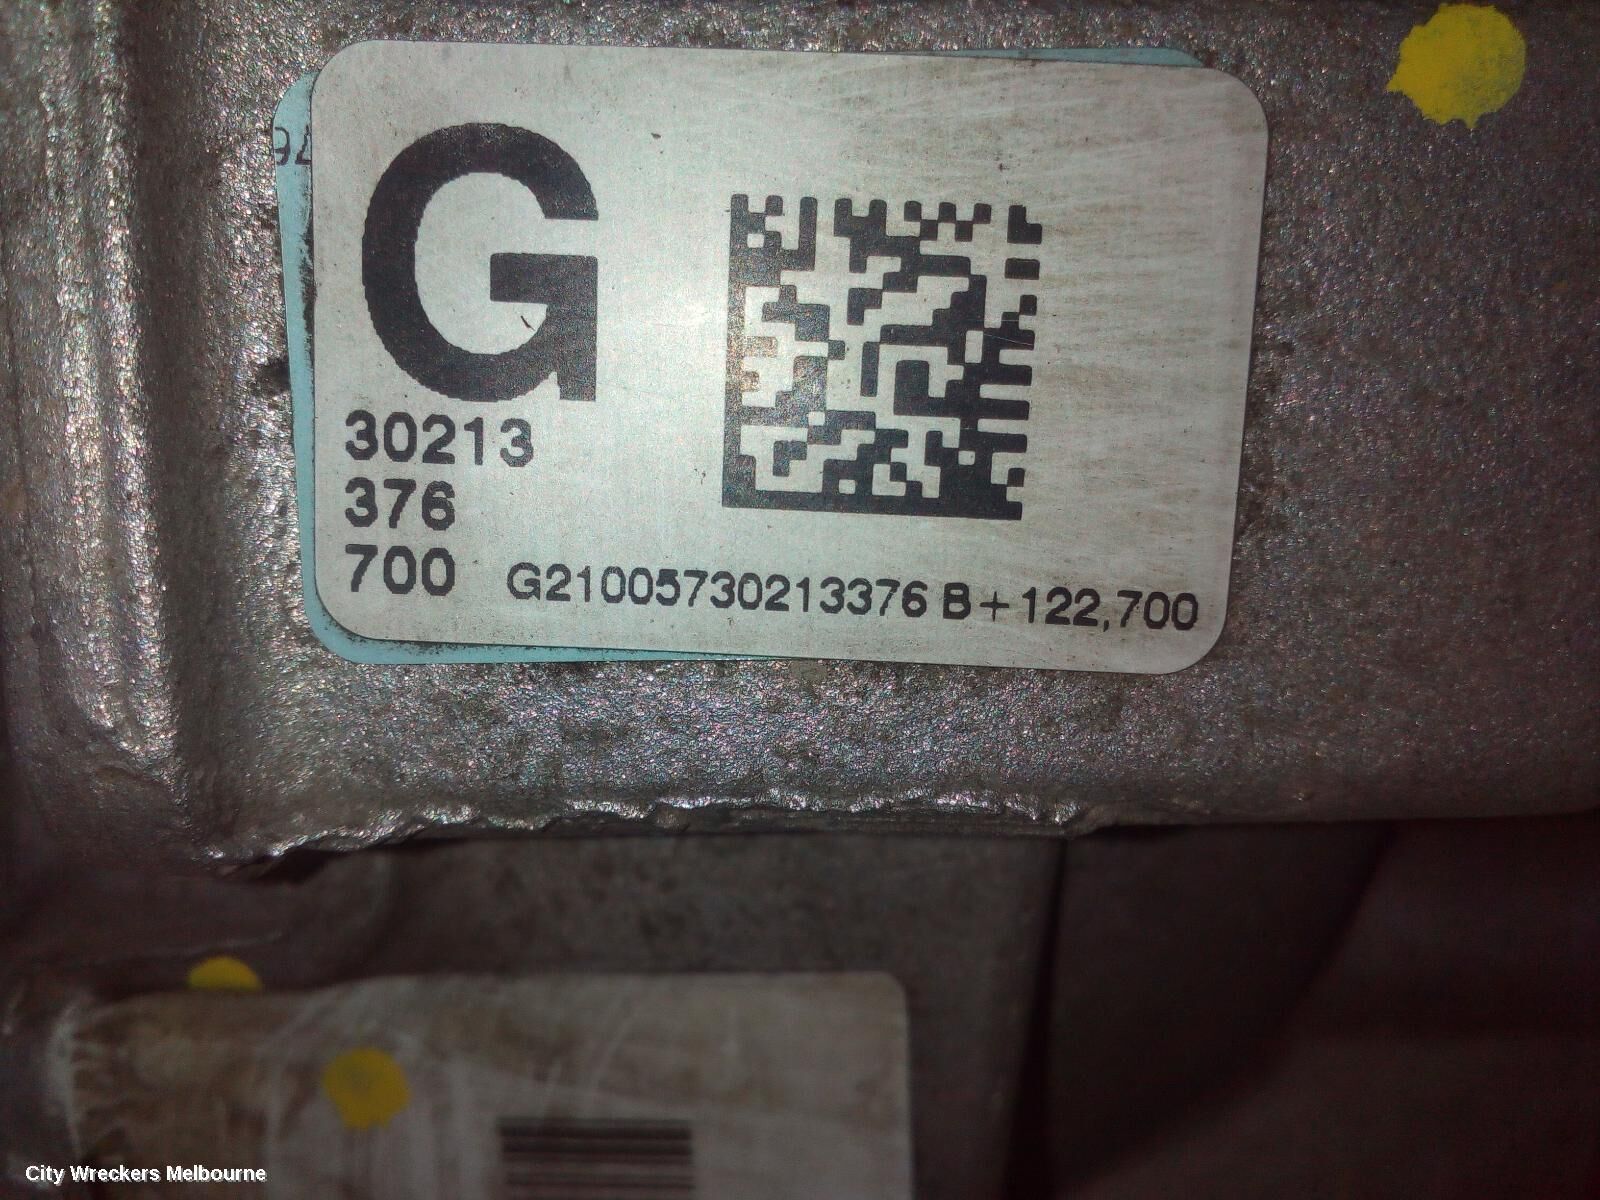 G
30213
376
700
G21005730213376 B+122,700
City Wreckers Melbourne